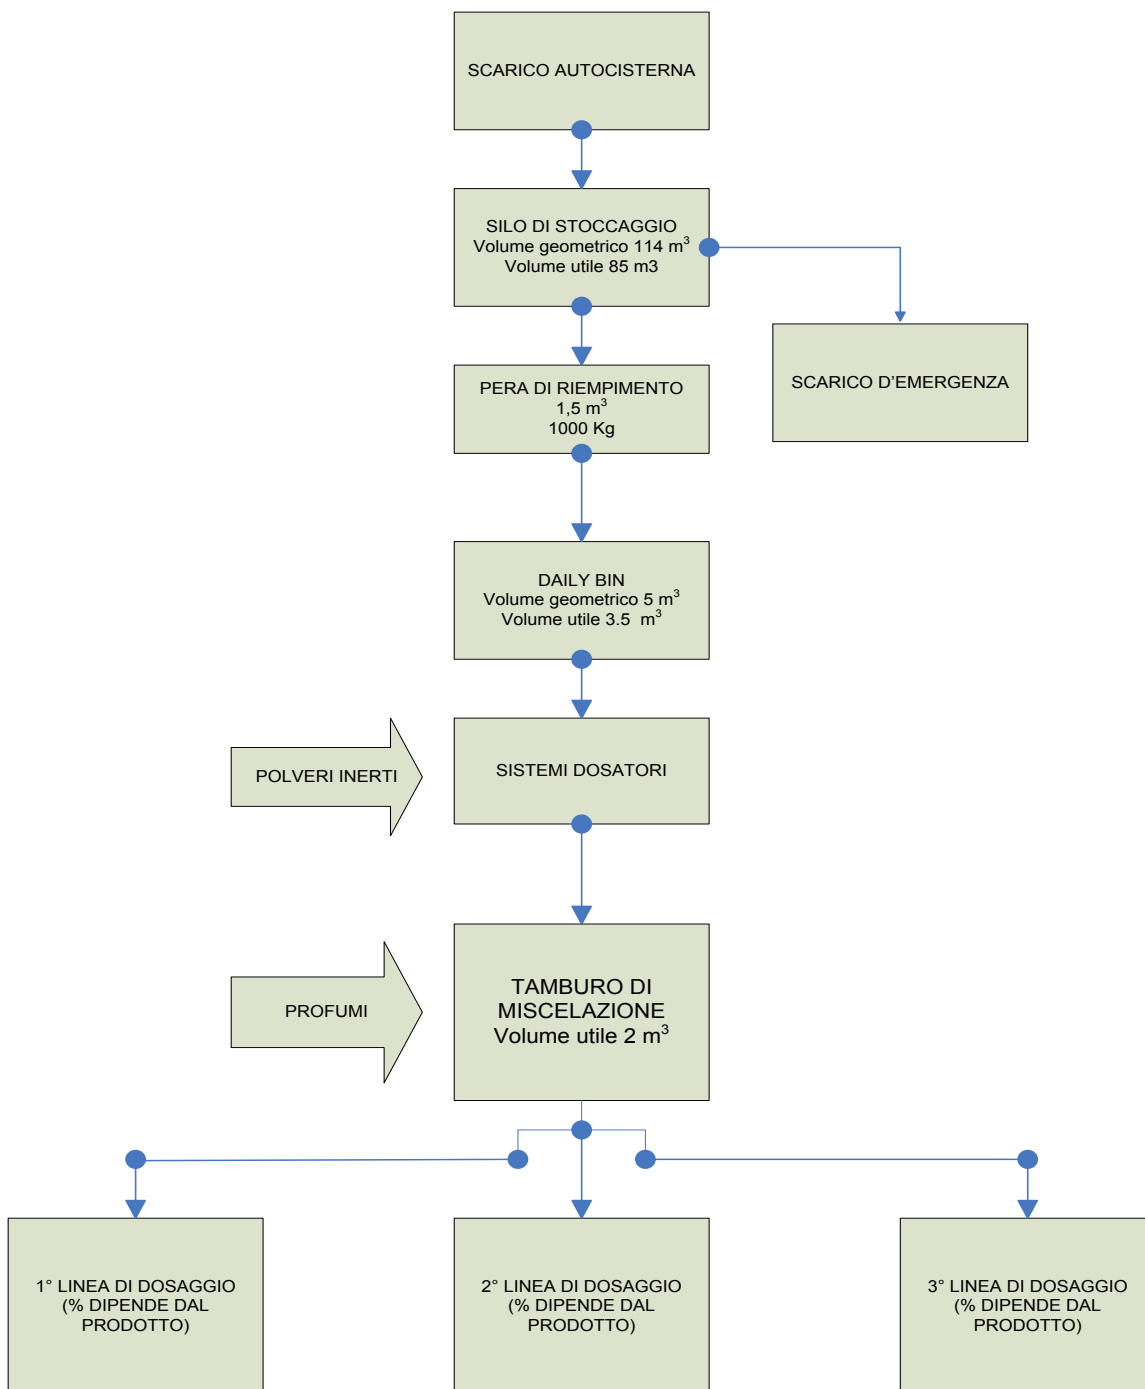 SCARICO AUTOCISTERNA
SILO DI STOCCAGGIO
Volume geometrico 114 m³
Volume utile 85 m3
SCARICO D'EMERGENZA
PERA DI RIEMPIMENTO
1,5 m³
1000 Kg
DAILY BIN
Volume geometrico 5 m³
Volume utile 3.5 m³
POLVERI INERTI
SISTEMI DOSATORI
PROFUMI
TAMBURO DI
MISCELAZIONE
Volume utile 2 m³
1° LINEA DI DOSAGGIO
(% DIPENDE DAL
PRODOTTO)
2° LINEA DI DOSAGGIO
(% DIPENDE DAL
PRODOTTO)
3° LINEA DI DOSAGGIO
(% DIPENDE DAL
PRODOTTO)